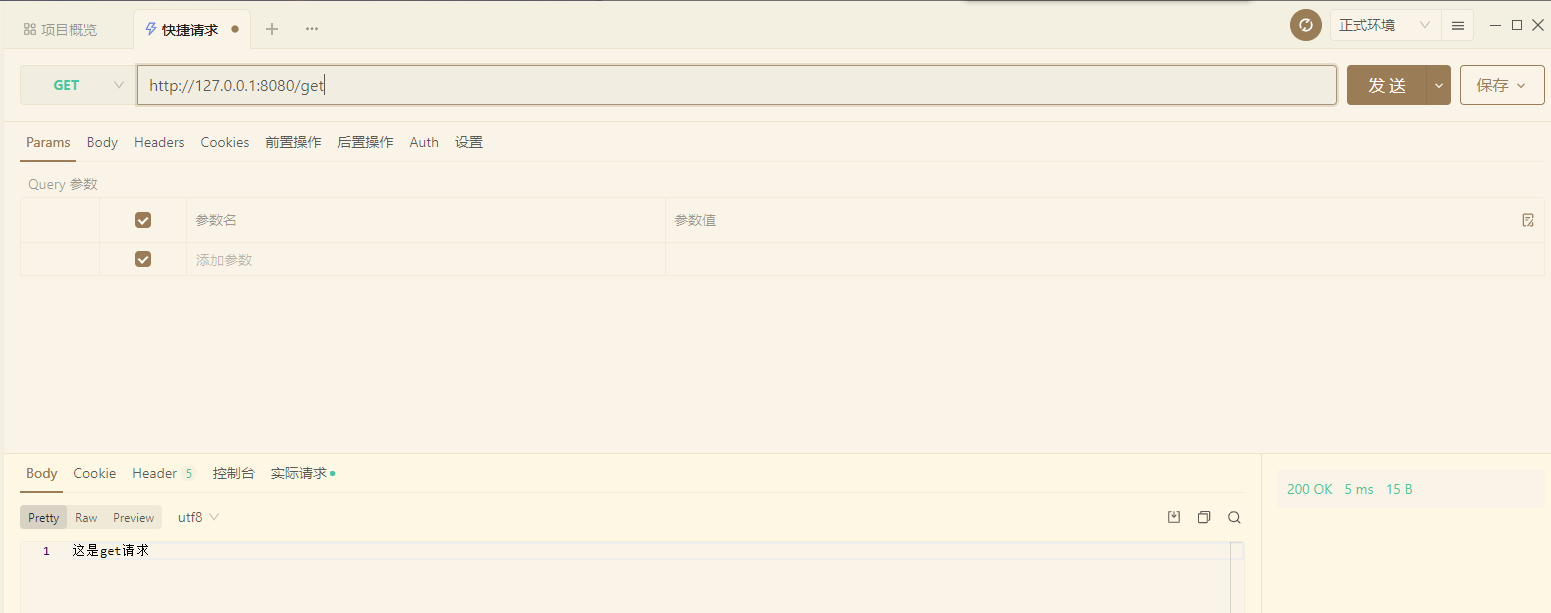 项目概览 快捷请求 正式环境
GET http://127.0.0.1:8080/get 发 送 保存
Params Body Headers Cookies 前置操作 后置操作 Auth 设置
Query 参数
参数名 参数值
添加参数
Body Cookie Header 5 控制台 实际请求
200 OK 5 ms 15 B
Pretty Raw Preview utf8
1 这是get请求